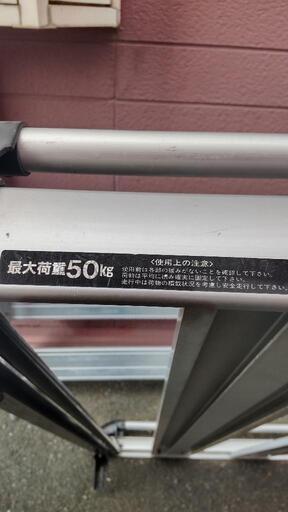 最大荷重50kg
〈使用上の注意〉
使用前は各部の緩みがないことを確認して下さい。
荷物は平均に積み確実に固定して下さい。
走行中は荷物の積載状況を考慮し安全走行して下さい。